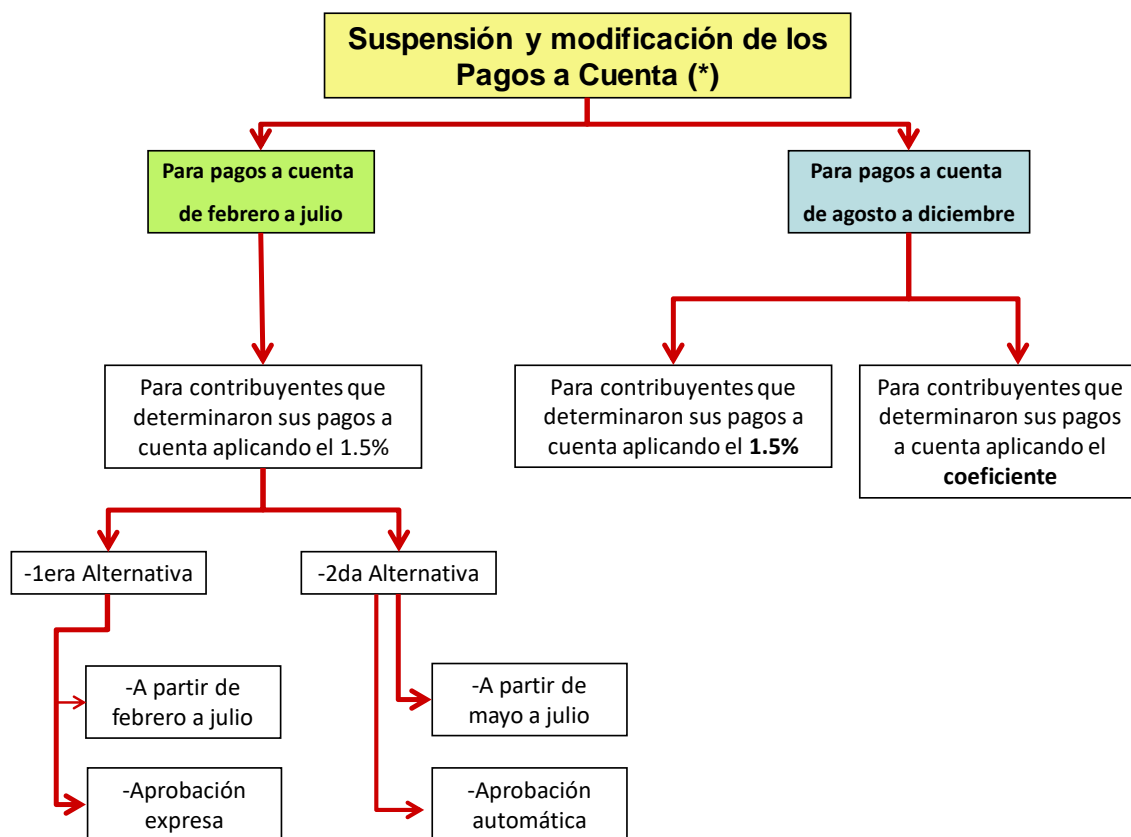 Suspensión y modificación de los
Pagos a Cuenta (*)
Para pagos a cuenta
de febrero a julio
Para pagos a cuenta
de agosto a diciembre
Para contribuyentes que
determinaron sus pagos a
cuenta aplicando el 1.5%
Para contribuyentes que
determinaron sus pagos a
cuenta aplicando el 1.5%
Para contribuyentes que
determinaron sus pagos
a cuenta aplicando el
coeficiente
-1era Alternativa
-2da Alternativa
-A partir de
febrero a julio
-A partir de
mayo a julio
-Aprobación
expresa
-Aprobación
automática